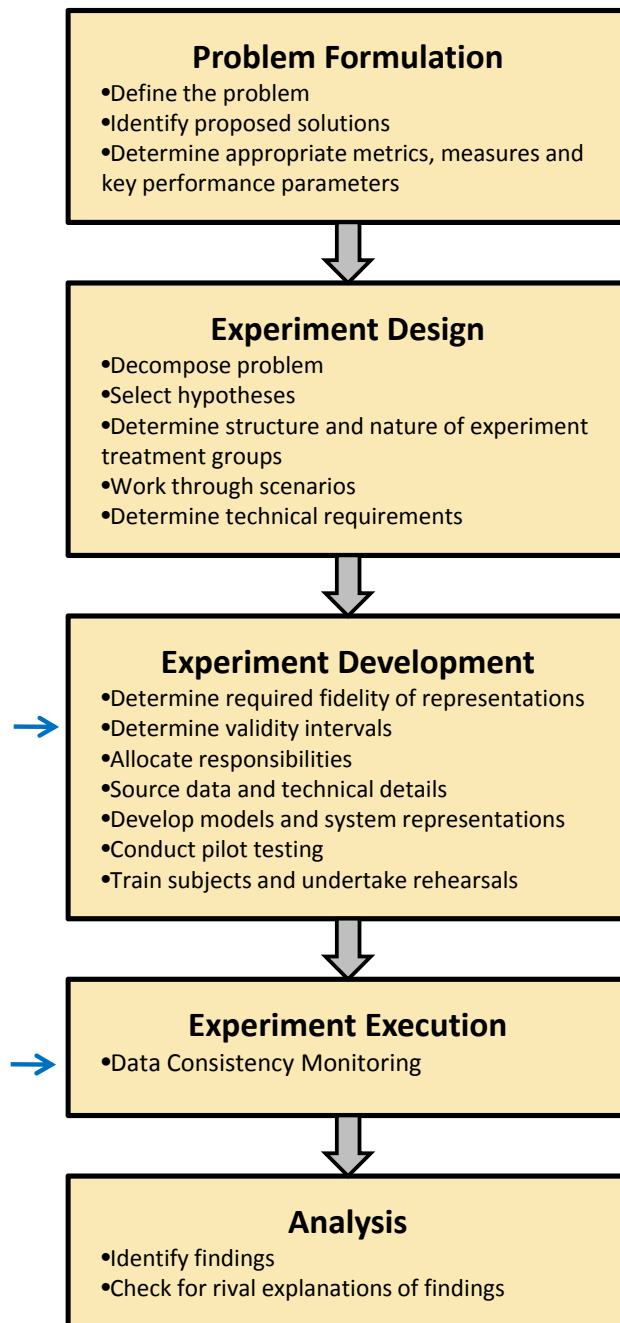 Problem Formulation
•Define the problem
•Identify proposed solutions
•Determine appropriate metrics, measures and
key performance parameters
Experiment Design
•Decompose problem
•Select hypotheses
•Determine structure and nature of experiment
treatment groups
•Work through scenarios
•Determine technical requirements
Experiment Development
•Determine required fidelity of representations
•Determine validity intervals
•Allocate responsibilities
•Source data and technical details
•Develop models and system representations
•Conduct pilot testing
•Train subjects and undertake rehearsals
Experiment Execution
•Data Consistency Monitoring
Analysis
•Identify findings
•Check for rival explanations of findings